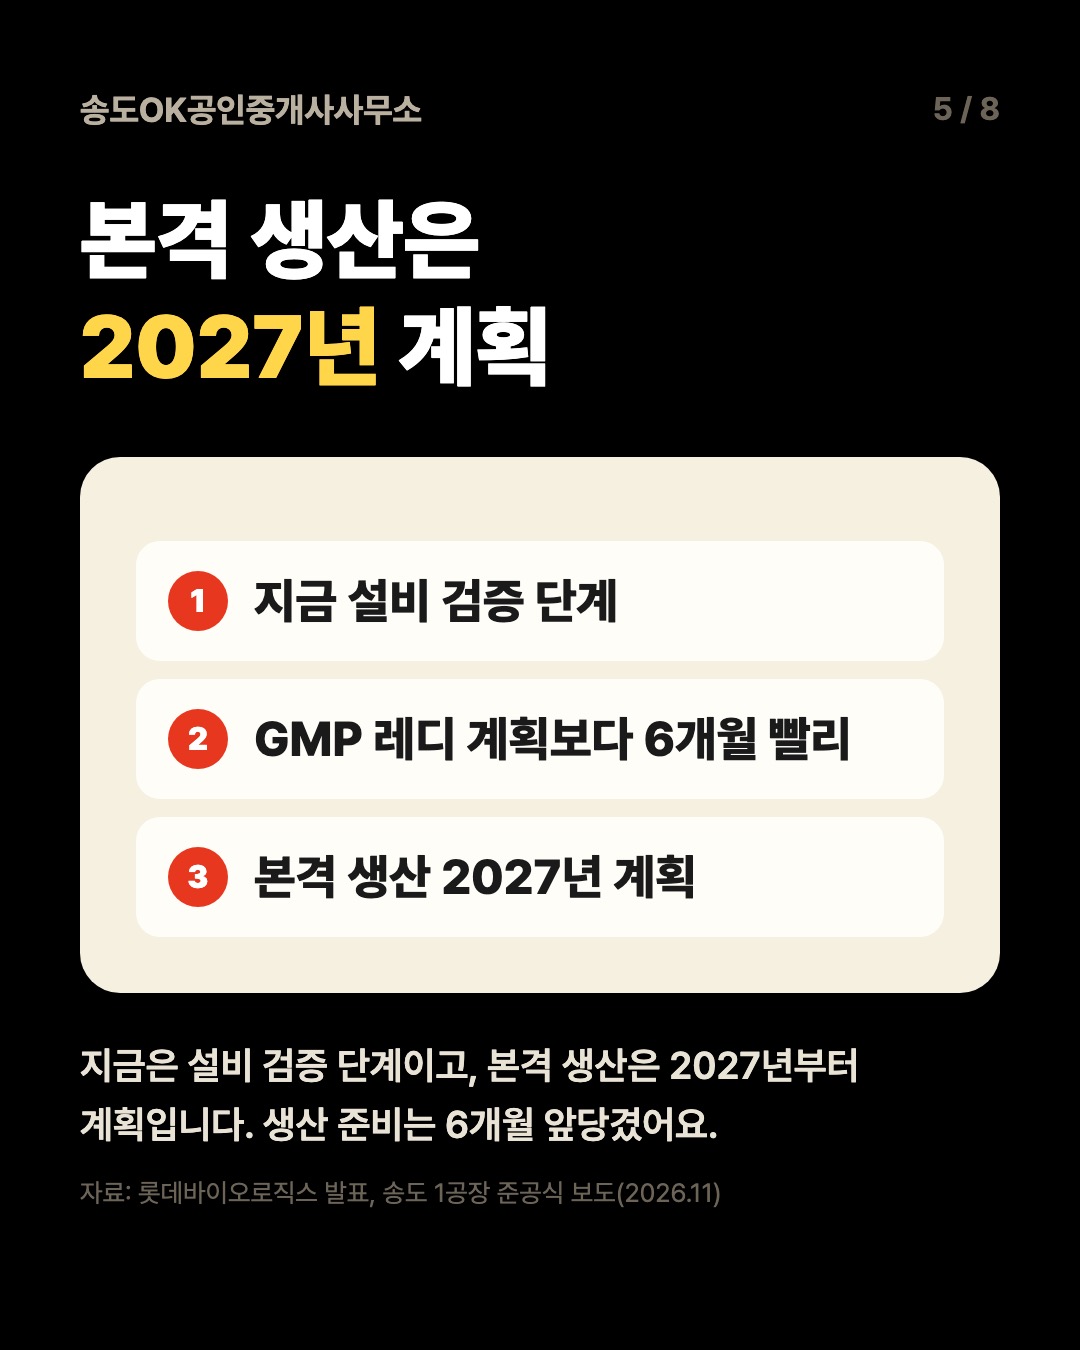 송도OK공인중개사사무소
5 / 8
본격 생산은
2027년 계획
1 지금 설비 검증 단계
2 GMP 레디 계획보다 6개월 빨리
3 본격 생산 2027년 계획
지금은 설비 검증 단계이고, 본격 생산은 2027년부터
계획입니다. 생산 준비는 6개월 앞당겼어요.
자료: 롯데바이오로직스 발표, 송도 1공장 준공식 보도(2026.11)